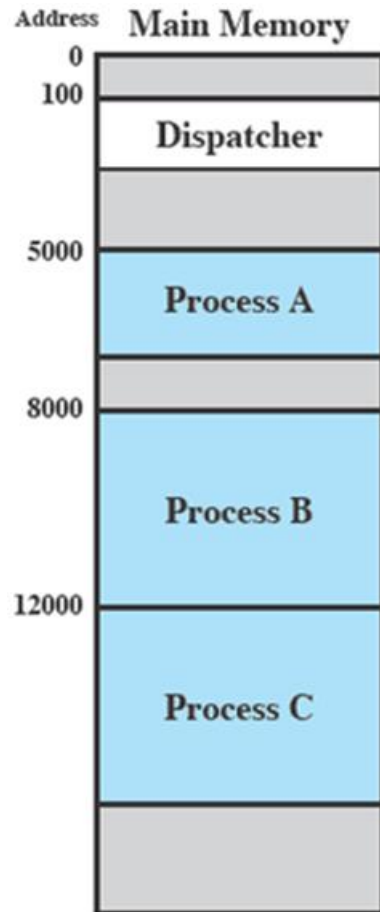 Address Main Memory
0
100
Dispatcher
5000
Process A
8000
Process B
12000
Process C